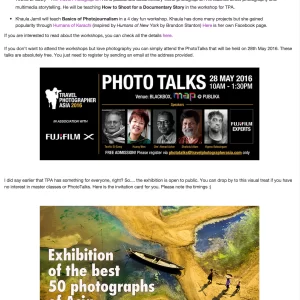 multimedia storytelling. He will be teaching How to Shoot for a Documentary Story in the workshop for TPA.
Khaula Jamil will teach Basics of Photojournalism in a 4 day fun workshop. Khaula has done many projects but she gained
popularity through Humans of Karachi (inspired by Humans of New York by Brandon Stanton) Here is her own Facebook page.
If you are interested to read about the workshops, you can check all the details here.
If you don't want to attend the workshops but love photography, you can simply attend the PhotoTalks that will be held on 28th May 2016. These
talks are absolutely free. You just need to register by sending an email at the address provided.
TRAVEL
PHOTOGRAPHER
ASIA 2016
IN ASSOCIATION WITH
FUJIFILM X
PHOTO TALKS
28 MAY 2016
10AM - 1:30PM
Venue: BLACKBOX, map @ PUBLIKA
Speakers
FUJIFILM
EXPERTS
FREE ADMISSION! Please register via phototalks@travelphotographerasia.com only
I did say earlier that TPA has something for everyone, right? So.... the exhibition is open to public. You can drop by to this visual treat if you have
no interest in master classes or PhotoTalks. Here is the invitation card for you. Please note the timings :)
Exhibition
of the best
50 photographs
of Asia